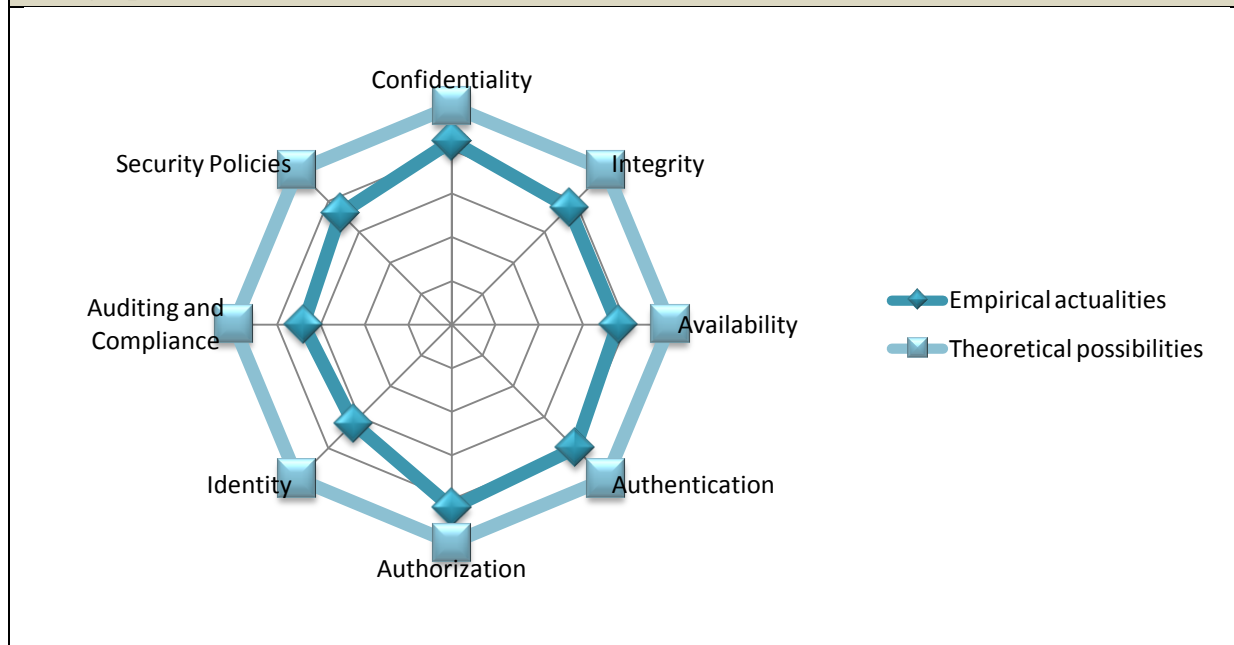 Confidentiality
Security Policies
Integrity
Auditing and
Compliance
Availability
Identity
Authentication
Authorization
Empirical actualities
Theoretical possibilities